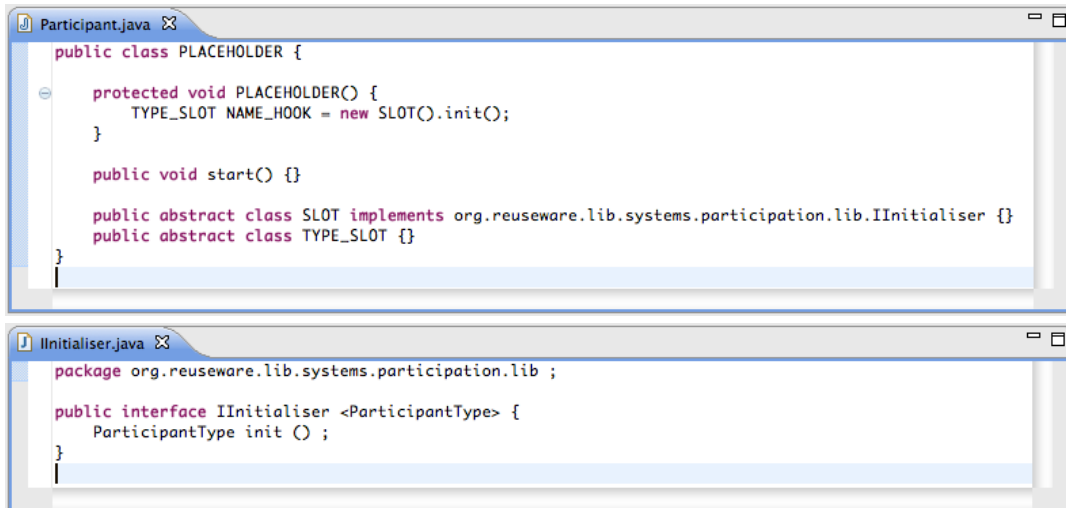 Participant.java
public class PLACEHOLDER {
protected void PLACEHOLDER() {
TYPE_SLOT NAME_HOOK = new SLOT().init();
}
public void start() {}
public abstract class SLOT implements org.reuseware.lib.systems.participation.lib.IInitialiser {}
public abstract class TYPE_SLOT {}
}
IInitialiser.java
package org.reuseware.lib.systems.participation.lib ;
public interface IInitialiser <ParticipantType> {
ParticipantType init () ;
}